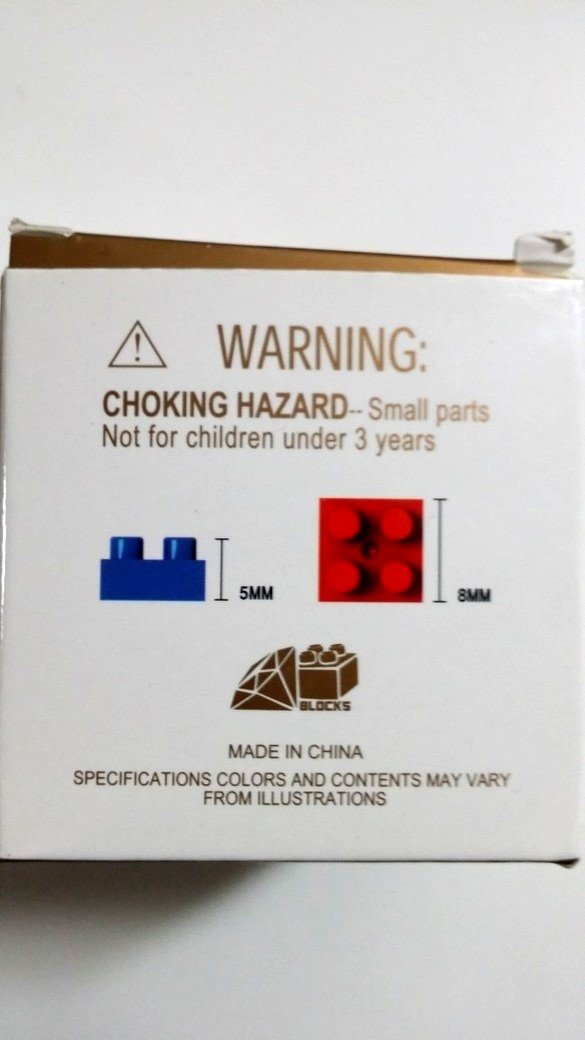 WARNING:
CHOKING HAZARD-- Small parts
Not for children under 3 years
5MM
8MM
BLOCKS
MADE IN CHINA
SPECIFICATIONS COLORS AND CONTENTS MAY VARY
FROM ILLUSTRATIONS